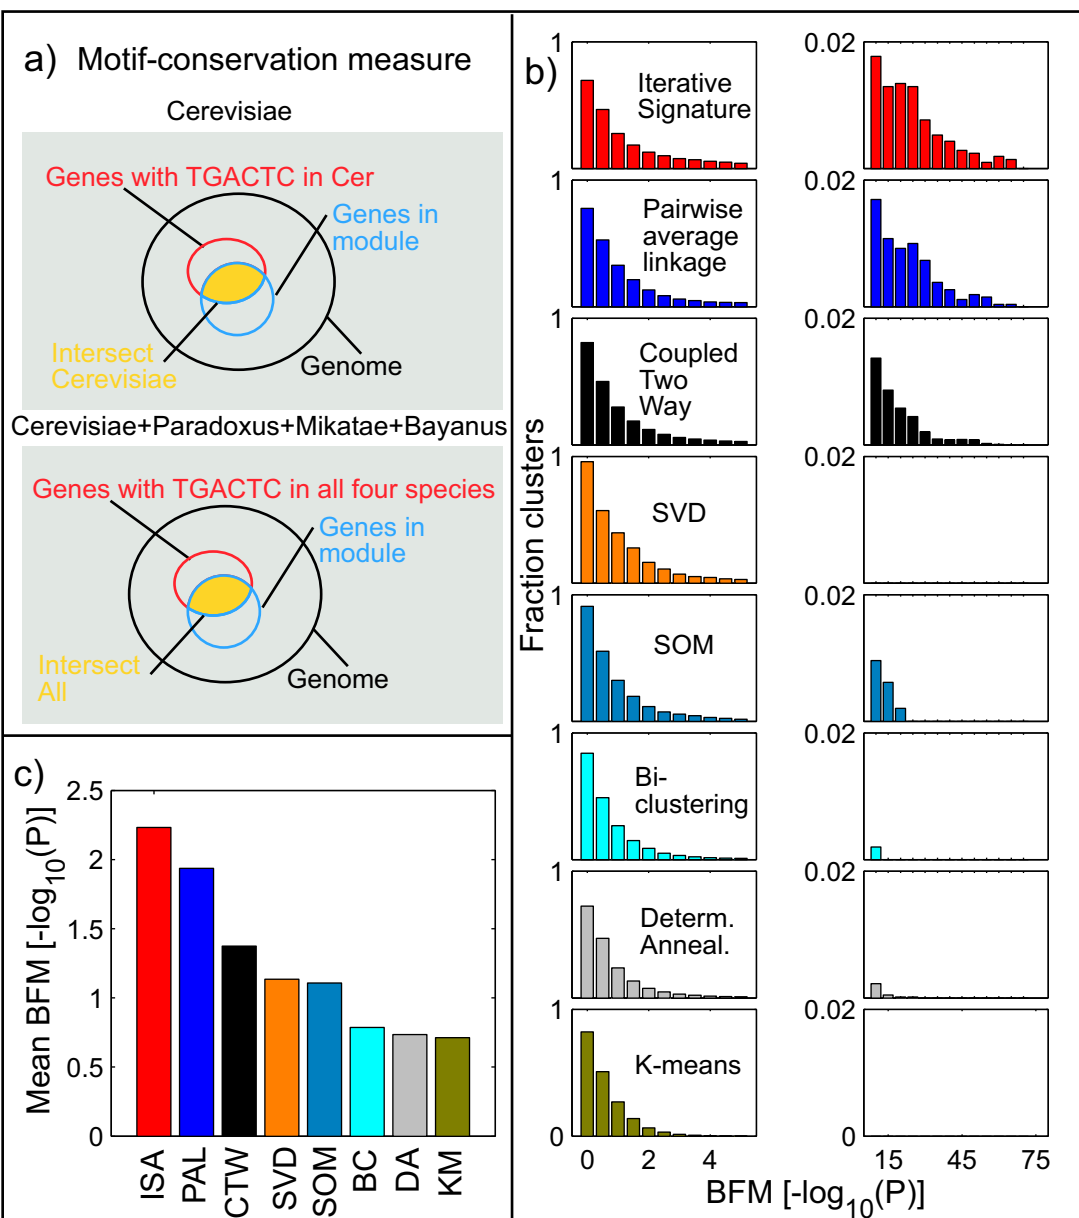 a) Motif-conservation measure
Cerevisiae
Genes with TGACTC in Cer
Genes in
module
Intersect
Cerevisiae
Genome
Cerevisiae+Paradoxus+Mikatae+Bayanus
Genes with TGACTC in all four species
Genes in
module
Intersect
All
Genome
b)
Fraction clusters
1
0.02
Iterative
Signature
1
0.02
Pairwise
average
linkage
1
0.02
Coupled
Two
Way
1
0.02
SVD
1
0.02
SOM
1
0.02
Bi-
clustering
1
0.02
Determ.
Anneal.
1
0.02
K-means
0
0
0 2 4
15 45 75
BFM [-log10(P)]
c)
Mean BFM [-log10(P)]
2.5
2
1.5
1
0.5
0
ISA PAL CTW SVD SOM BC DA KM